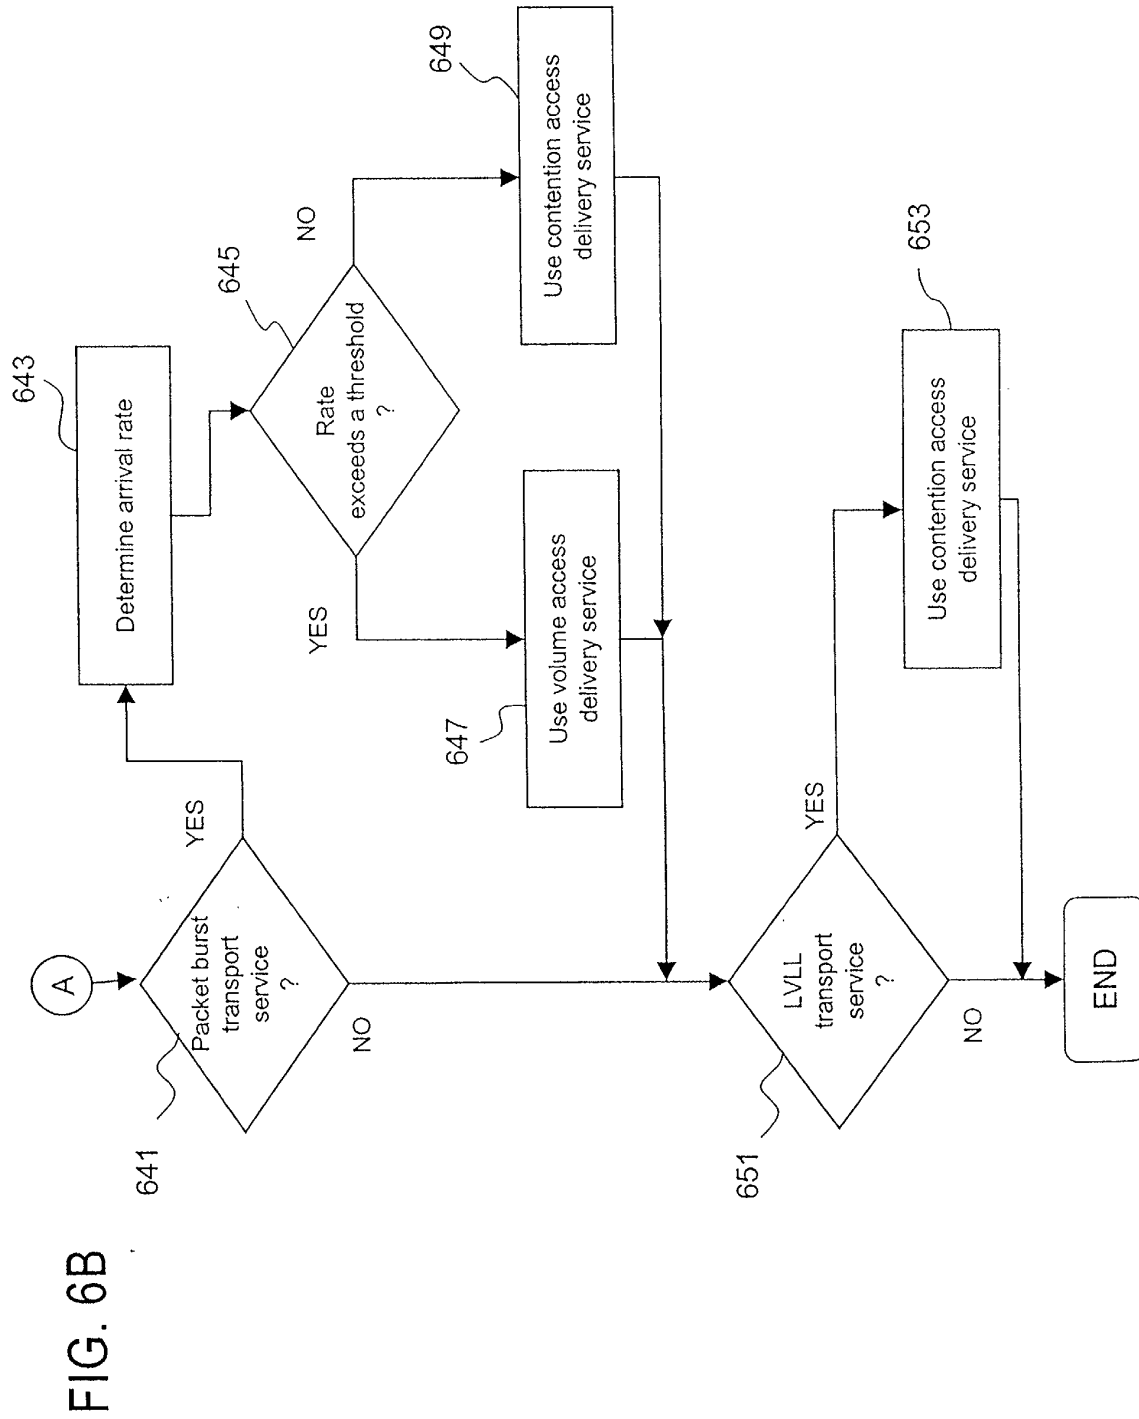 FIG. 6B
A
641
Packet burst
transport
service
?
YES
NO
643
Determine arrival rate
645
Rate
exceeds a threshold
?
YES
NO
647
Use volume access
delivery service
649
Use contention access
delivery service
651
LVLL
transport
service
?
YES
NO
653
Use contention access
delivery service
END